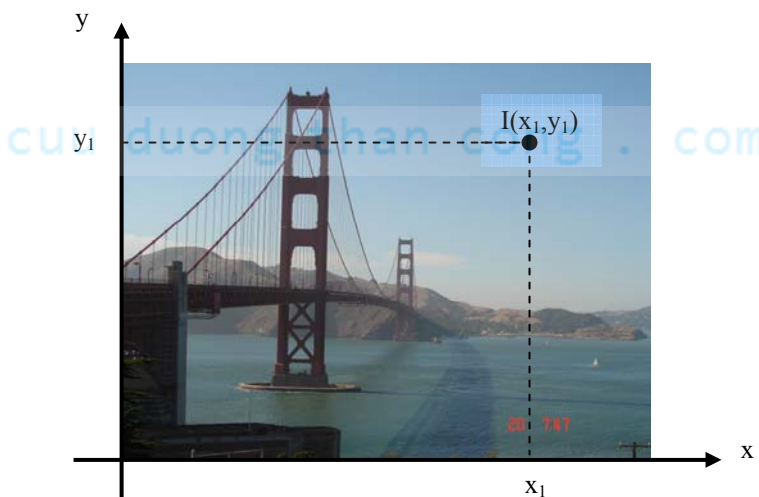 y
I(x₁,y₁)
y₁
cuu duong than cong . com
20 7 47
x
x₁